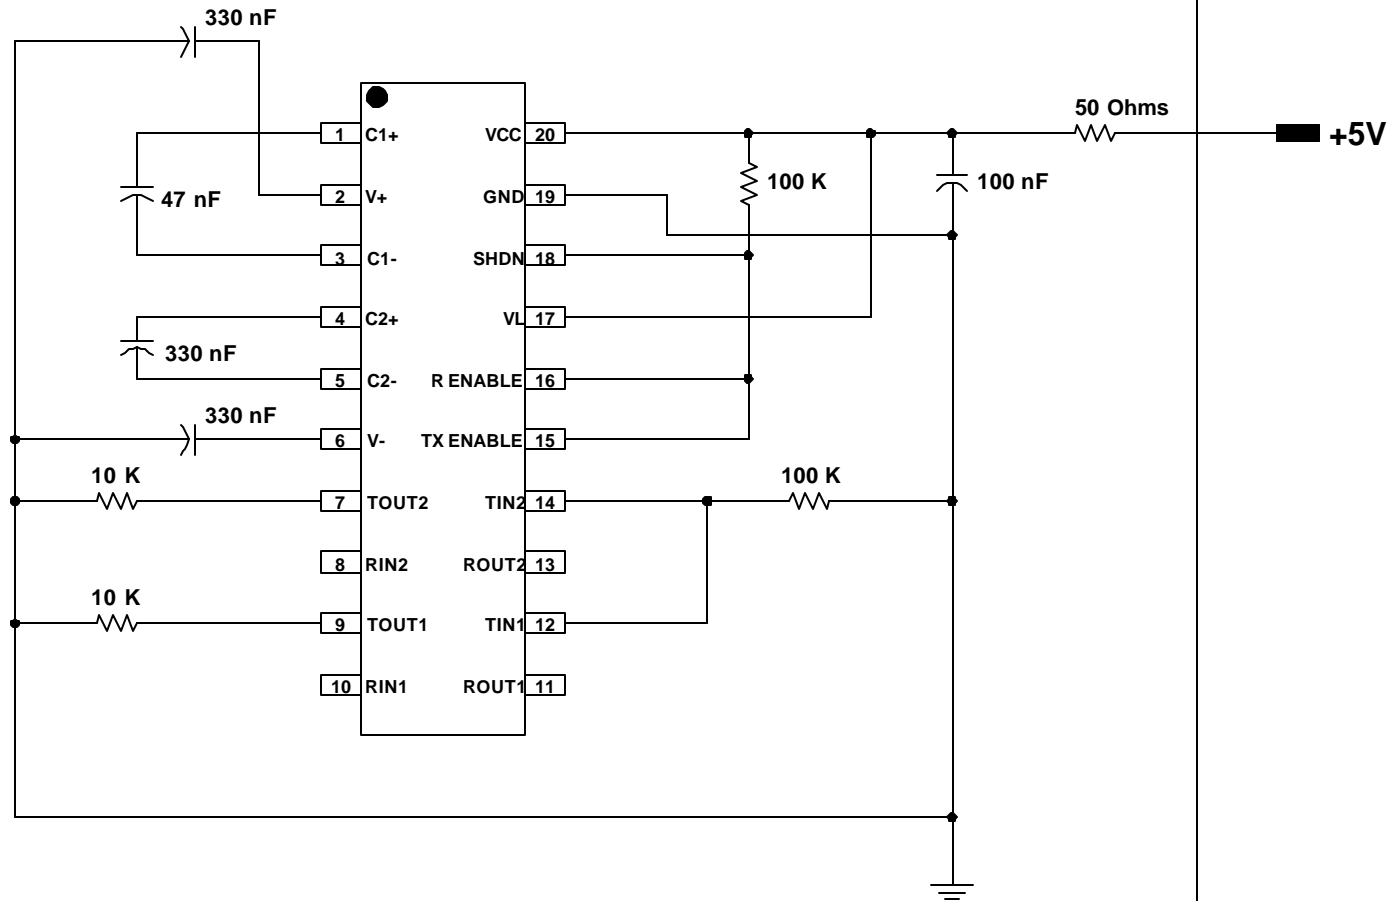 330 nF
50 Ohms
+5V
1 C1+ VCC 20
100 K
100 nF
47 nF
2 V+ GND 19
3 C1- SHDN 18
4 C2+ VL 17
330 nF
5 C2- R ENABLE 16
330 nF
6 V- TX ENABLE 15
10 K
100 K
7 TOUT2 TIN2 14
8 RIN2 ROUT2 13
10 K
9 TOUT1 TIN1 12
10 RIN1 ROUT1 11